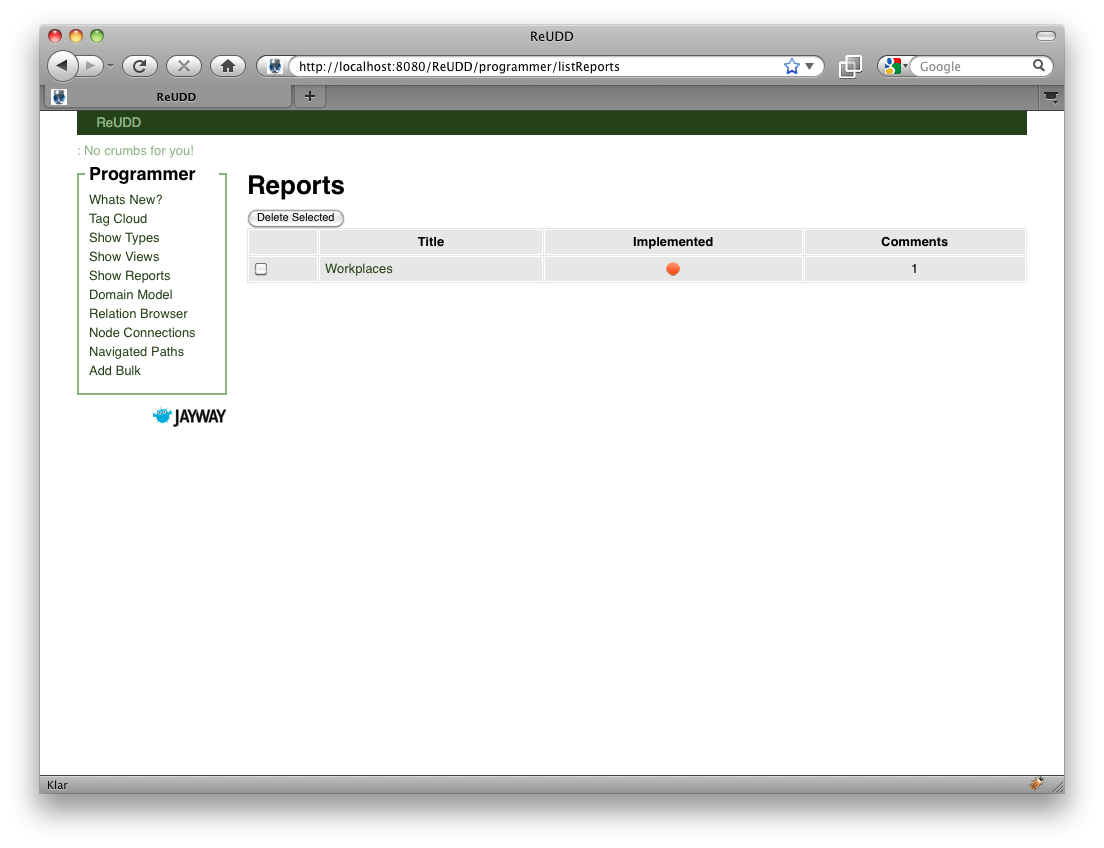 ReUDD
http://localhost:8080/ReUDD/programmer/listReports
Google
ReUDD
+
ReUDD
: No crumbs for you!
Programmer
Whats New?
Tag Cloud
Show Types
Show Views
Show Reports
Domain Model
Relation Browser
Node Connections
Navigated Paths
Add Bulk
JAYWAY
Reports
Delete Selected
Title Implemented Comments
Workplaces 1
Klar